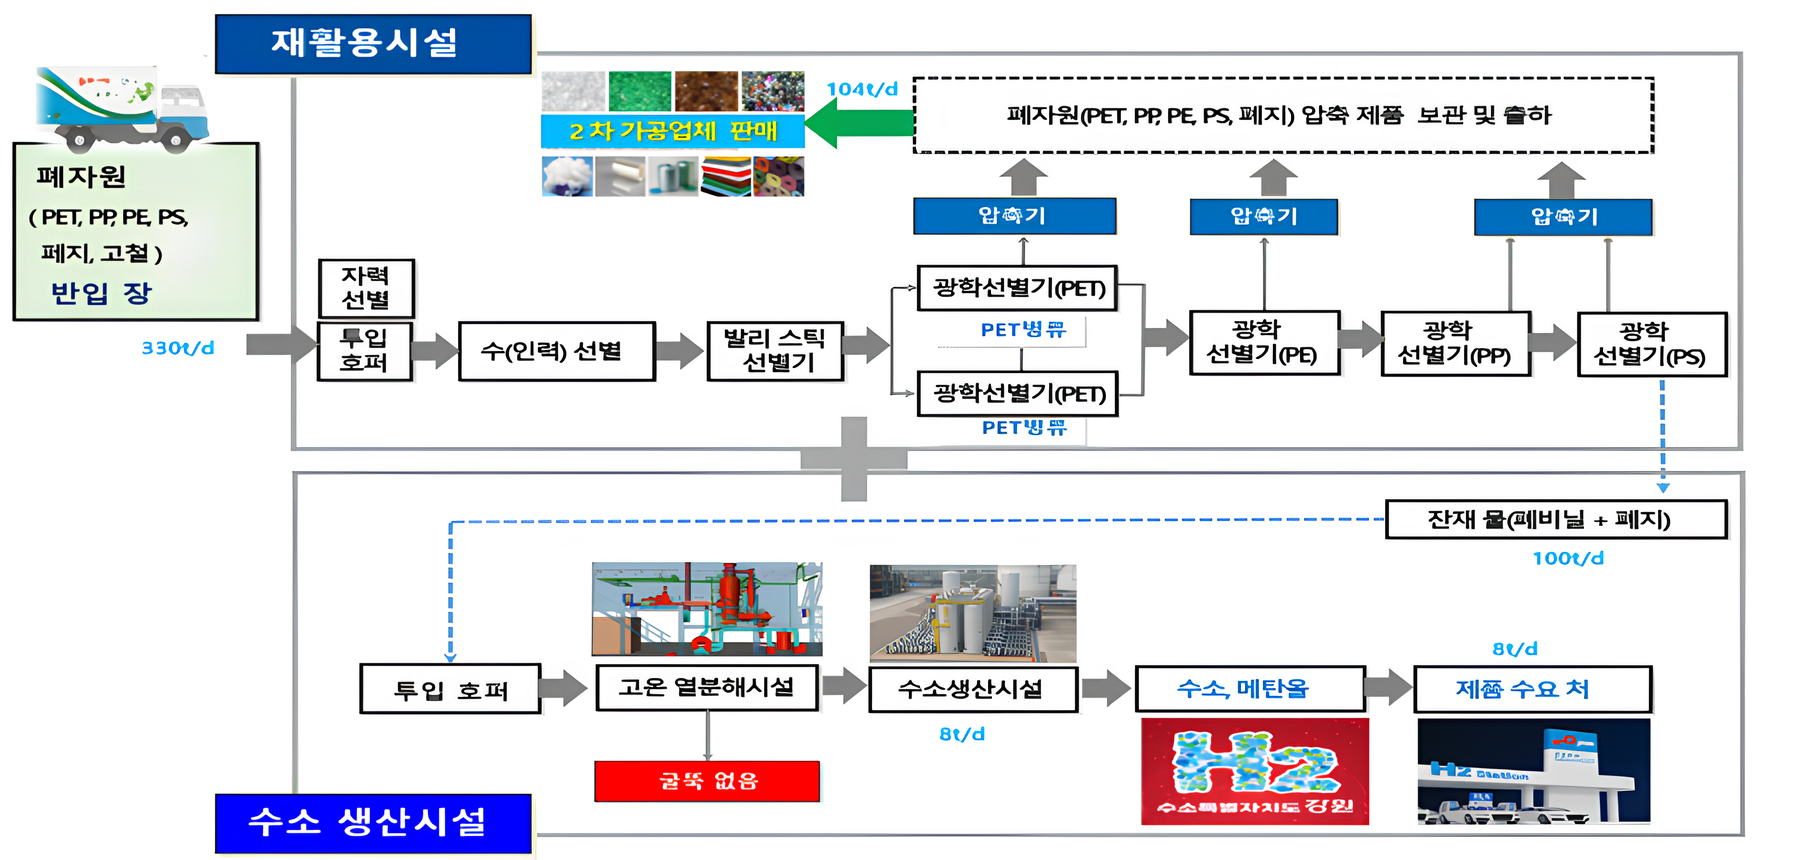 재활용시설
폐자원
( PET, PP, PE, PS,
폐지, 고철 )
반입 장
330t/d
2 차 가공업체 판매
104t/d
폐자원(PET, PP, PE, PS, 폐지) 압축 제품 보관 및 출하
압축기
압축기
압축기
자력
선별
투입
호퍼
수(인력) 선별
발리 스틱
선별기
광학선별기(PET)
PET병류
광학선별기(PET)
PET병류
광학
선별기(PE)
광학
선별기(PP)
광학
선별기(PS)
잔재 물(폐비닐 + 폐지)
100t/d
투입 호퍼
고온 열분해시설
굴뚝 없음
수소생산시설
8t/d
수소, 메탄올
H2
수소특별자치도 강원
8t/d
제품 수요 처
H2 Station
수소 생산시설